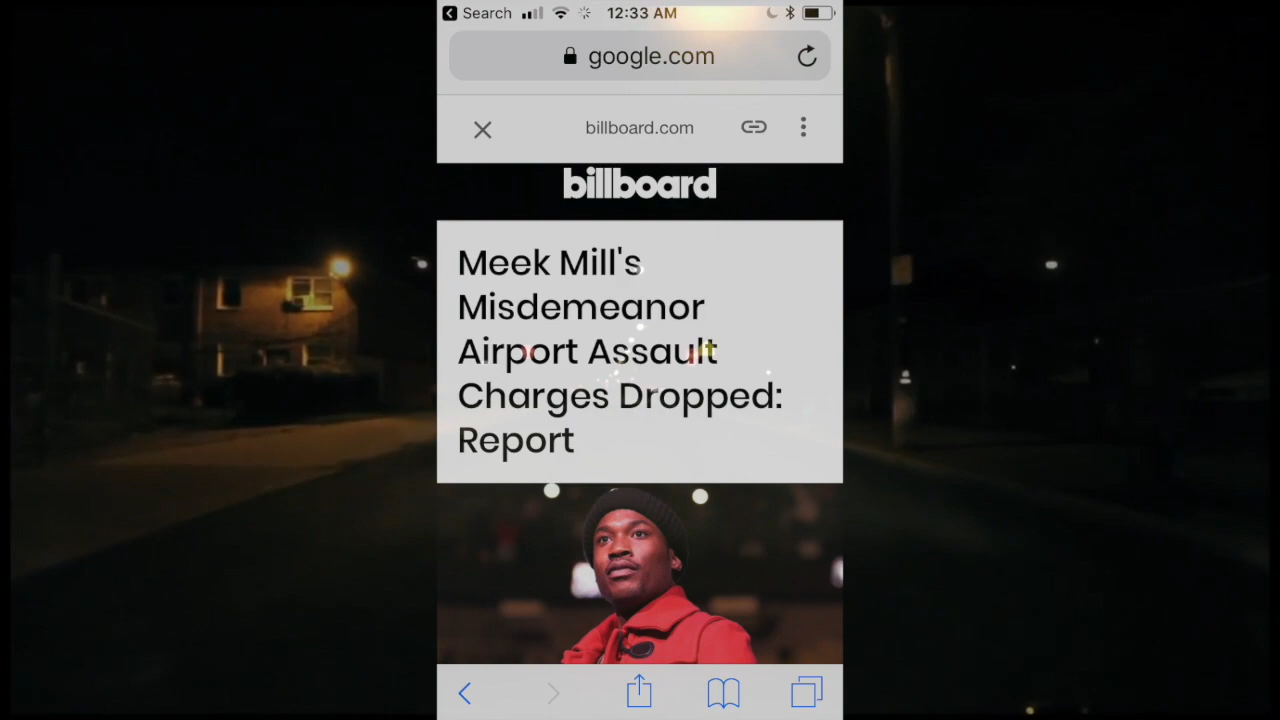 Search 12:33 AM
google.com
billboard.com
billboard
Meek Mill's
Misdemeanor
Airport Assault
Charges Dropped:
Report